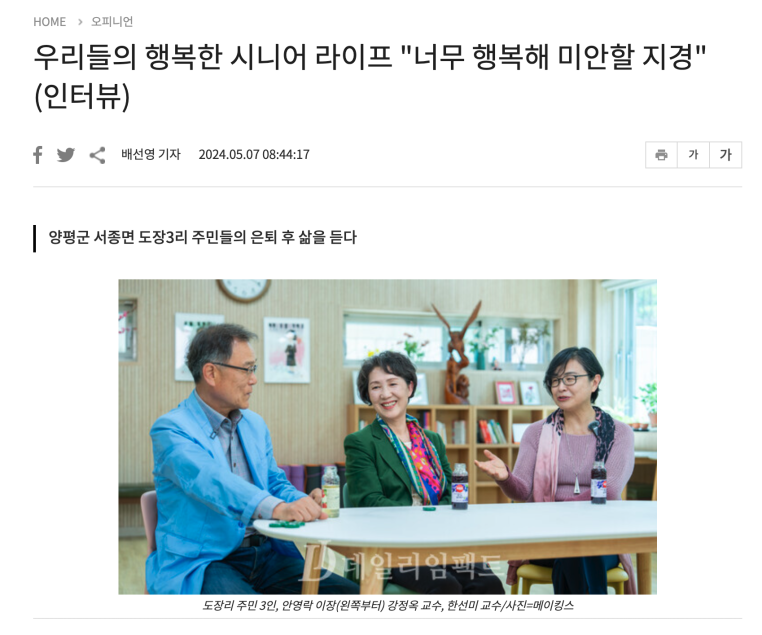 HOME > 오피니언
우리들의 행복한 시니어 라이프 "너무 행복해 미안할 지경"
(인터뷰)
배선영 기자 2024.05.07 08:44:17
가 가
양평군 서종면 도장3리 주민들의 은퇴 후 삶을 듣다
데일리임팩트
도장리 주민 3인, 안영락 이장(왼쪽부터) 강정옥 교수, 한선미 교수/사진=메이킹스